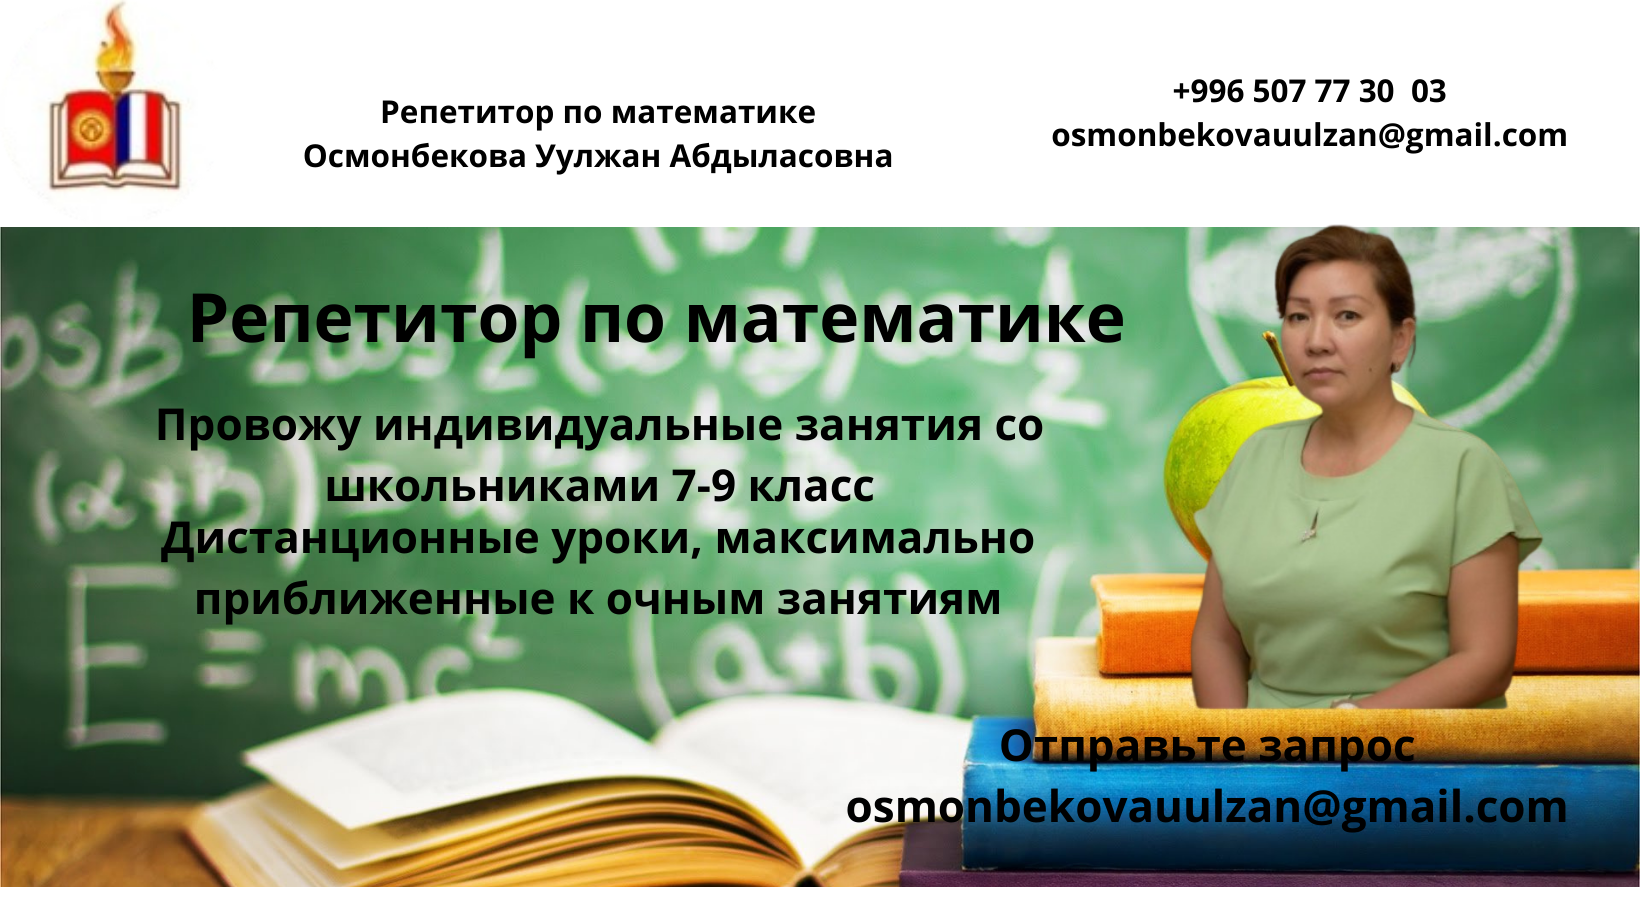 Репетитор по математике
Осмонбекова Уулжан Абдыласовна
+996 507 77 30  03
osmonbekovauulzan@gmail.com
Репетитор по математике
Провожу индивидуальные занятия со
школьниками 7-9 класс
Дистанционные уроки, максимально
приближенные к очным занятиям
E = mc²
(a+b)
Отправьте запрос
osmonbekovauulzan@gmail.com